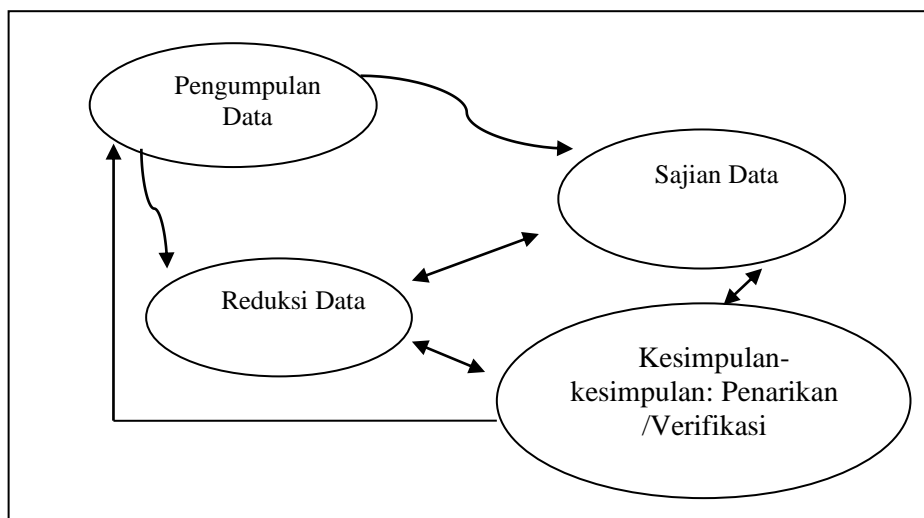 Pengumpulan
Data
Sajian Data
Reduksi Data
Kesimpulan-
kesimpulan: Penarikan
/Verifikasi